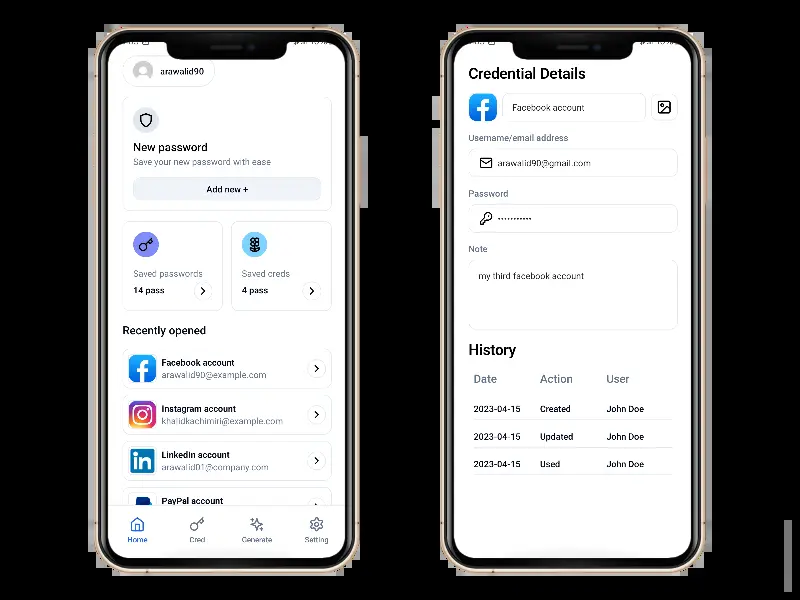 arawalid90
New password
Save your new password with ease
Add new +
Saved passwords
14 pass
Saved creds
4 pass
Recently opened
Facebook account
arawalid90@example.com
Instagram account
khalidkachimiri@example.com
LinkedIn account
arawalid01@company.com
PayPal account
Home
Cred
Generate
Setting
Credential Details
Facebook account
Username/email address
arawalid90@gmail.com
Password
Note
my third facebook account
History
Date Action User
2023-04-15 Created John Doe
2023-04-15 Updated John Doe
2023-04-15 Used John Doe